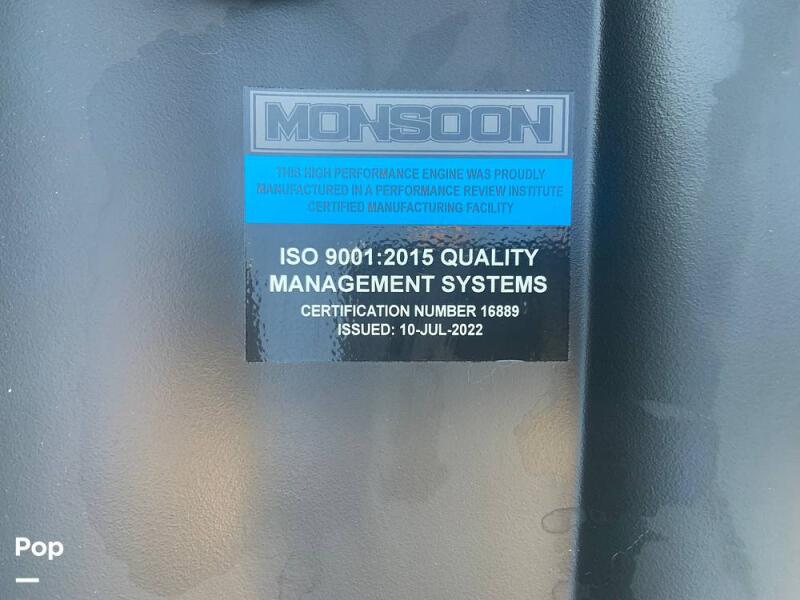 MONSOON
THIS HIGH PERFORMANCE ENGINE WAS PROUDLY
MANUFACTURED IN A PERFORMANCE REVIEW INSTITUTE
CERTIFIED MANUFACTURING FACILITY
ISO 9001:2015 QUALITY
MANAGEMENT SYSTEMS
CERTIFICATION NUMBER 16889
ISSUED: 10-JUL-2022
Pop